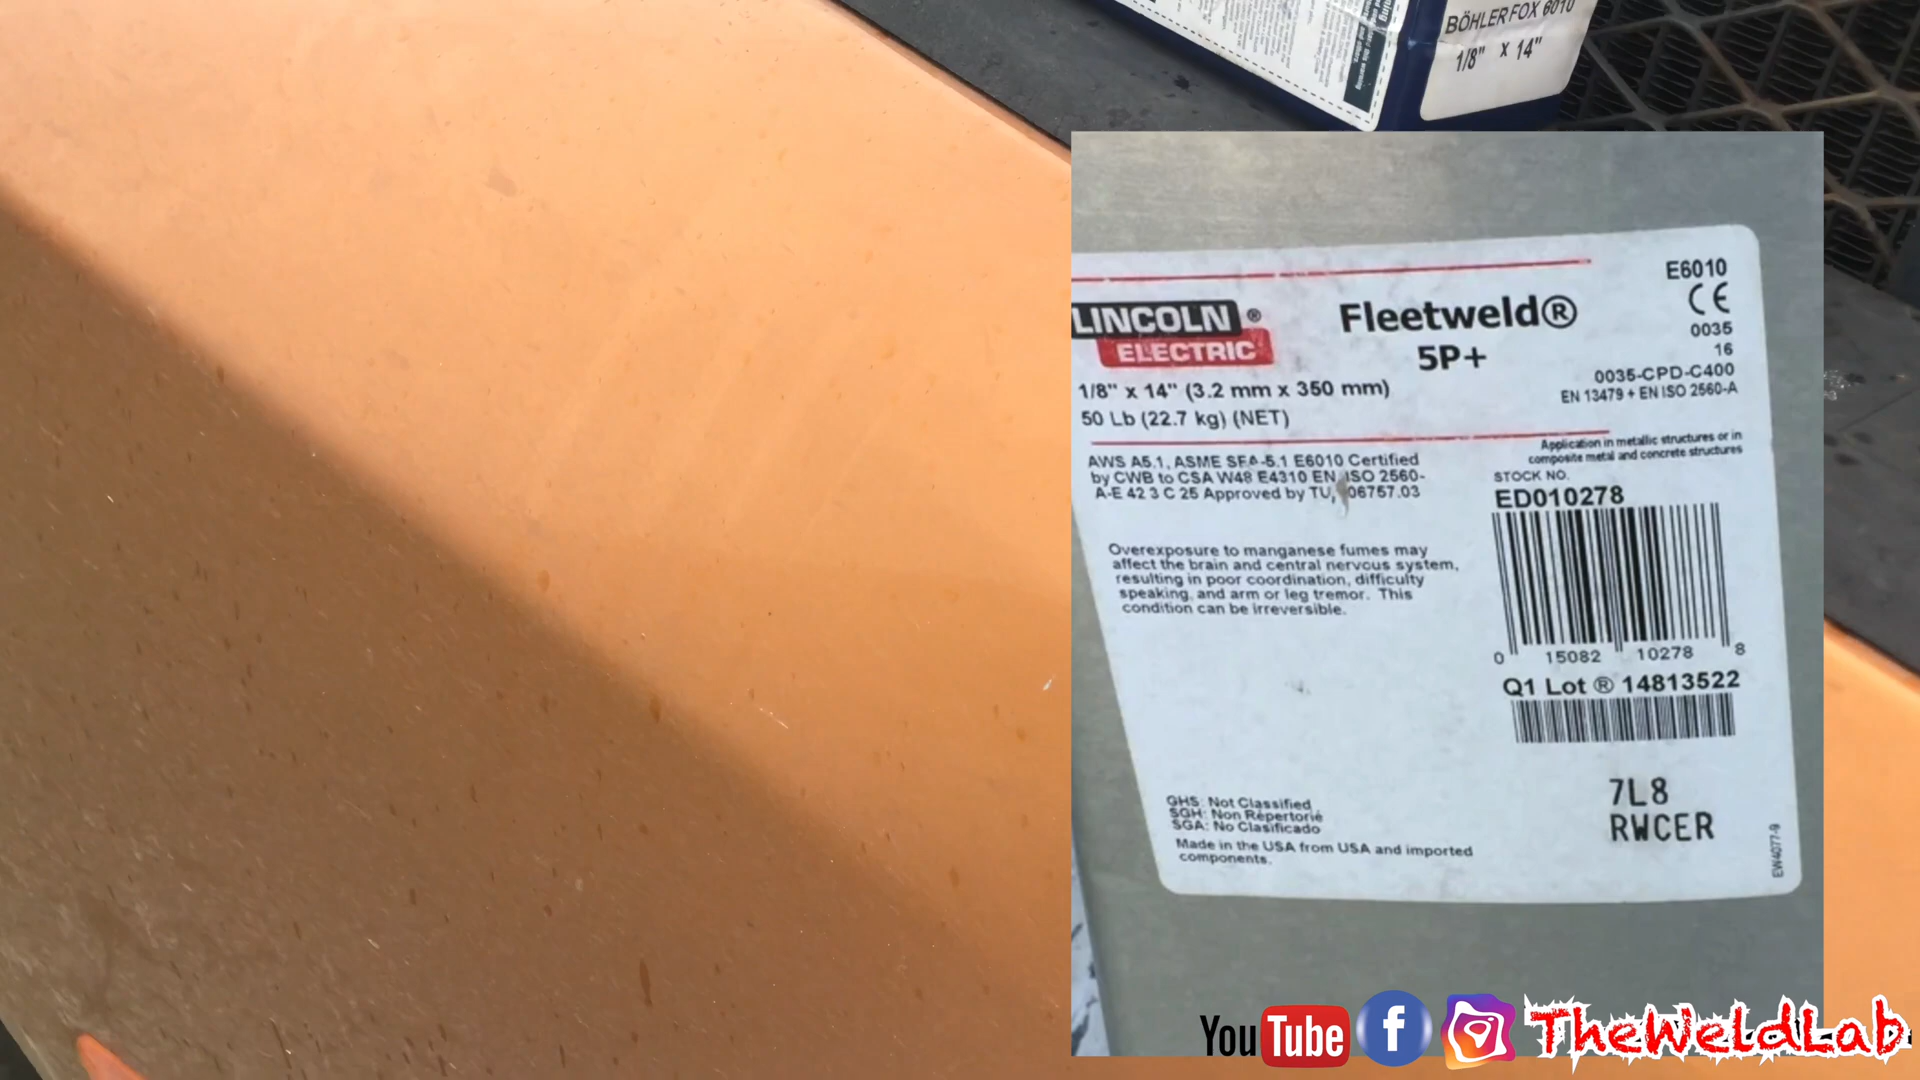 BÖHLER FOX 6010
1/8" x 14"
LINCOLN ®
ELECTRIC
Fleetweld®
5P+
E6010
CE
0035
16
0035-CPD-C400
EN 13479 + EN ISO 2560-A
1/8" x 14" (3.2 mm x 350 mm)
50 Lb (22.7 kg) (NET)
Application in metallic structures or in
composite metal and concrete structures
AWS A5.1, ASME SFA-5.1 E6010 Certified
by CWB to CSA W48 E4310 EN ISO 2560-
A-E 42 3 C 25 Approved by 06757.03
STOCK NO.
ED010278
0 15082 10278 8
Q1 Lot ® 14813522
Overexposure to manganese fumes may
affect the brain and central nervous system,
resulting in poor coordination, difficulty
speaking, and arm or leg tremor. This
condition can be irreversible.
7L8
RWCER
GHS: Not Classified
SGH: Non Répertorié
SGA: No Clasificado
Made in the USA from USA and imported
components.
EW4077-9
YouTube
f
TheWeldLab